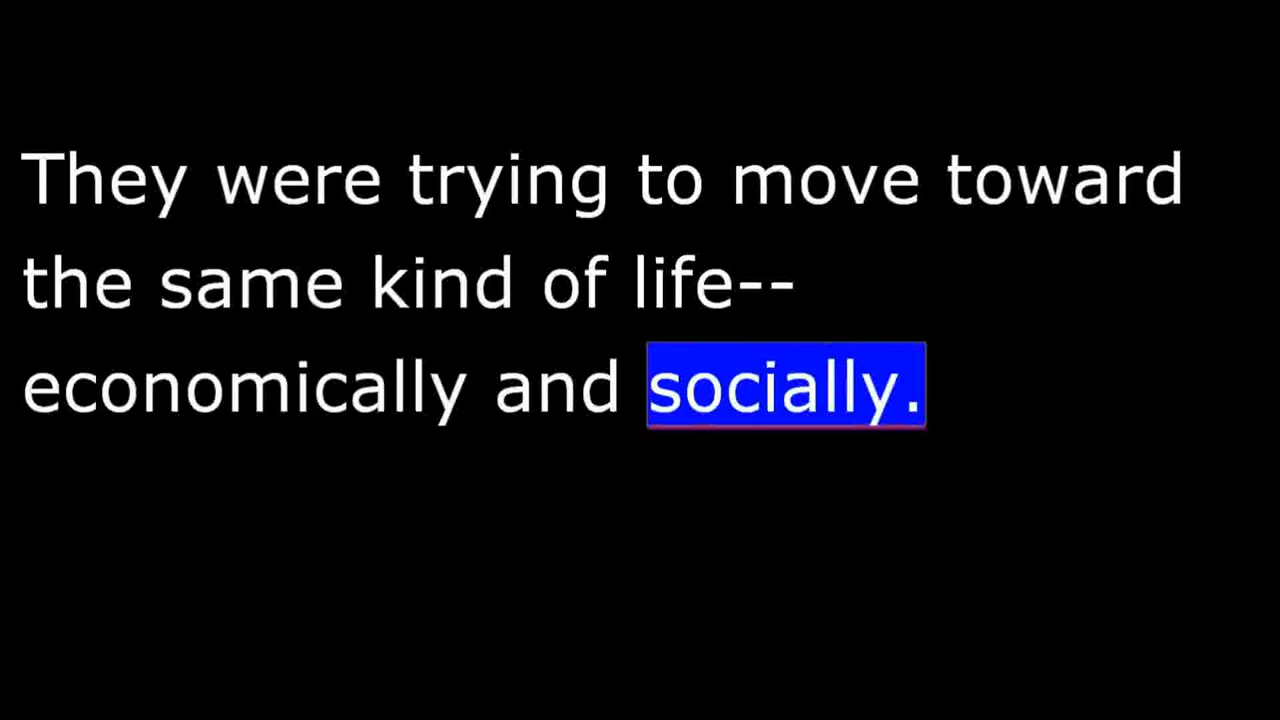 They were trying to move toward
the same kind of life--
economically and socially.